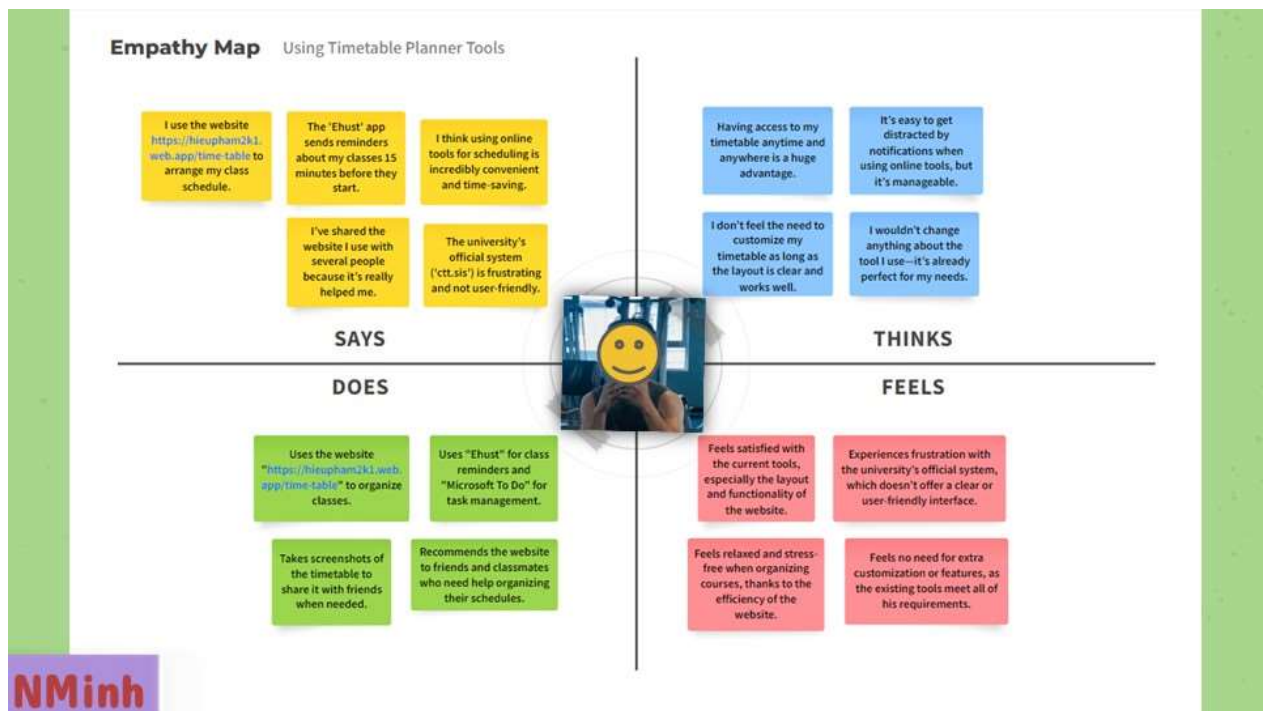 Empathy Map Using Timetable Planner Tools
I use the website
https://hieupham2k1.
web.app/time-table to
arrange my class
schedule.
The 'Ehust' app
sends reminders
about my classes 15
minutes before they
start.
I think using online
tools for scheduling is
incredibly convenient
and time-saving.
I've shared the
website I use with
several people
because it's really
helped me.
The university's
official system
('ctt.sis') is frustrating
and not user-friendly.
SAYS
Having access to my
timetable anytime and
anywhere is a huge
advantage.
It's easy to get
distracted by
notifications when
using online tools, but
it's manageable.
I don't feel the need to
customize my
timetable as long as
the layout is clear and
works well.
I wouldn't change
anything about the
tool I use—it's already
perfect for my needs.
THINKS
DOES
Uses the website
"https://hieupham2k1.web.
app/time-table" to organize
classes.
Uses "Ehust" for class
reminders and
"Microsoft To Do" for
task management.
Takes screenshots of
the timetable to
share it with friends
when needed.
Recommends the website
to friends and classmates
who need help organizing
their schedules.
FEELS
Feels satisfied with
the current tools,
especially the layout
and functionality of
the website.
Experiences frustration with
the university's official system,
which doesn't offer a clear or
user-friendly interface.
Feels relaxed and stress-
free when organizing
courses, thanks to the
efficiency of the
website.
Feels no need for extra
customization or features, as
the existing tools meet all of
his requirements.
NMinh